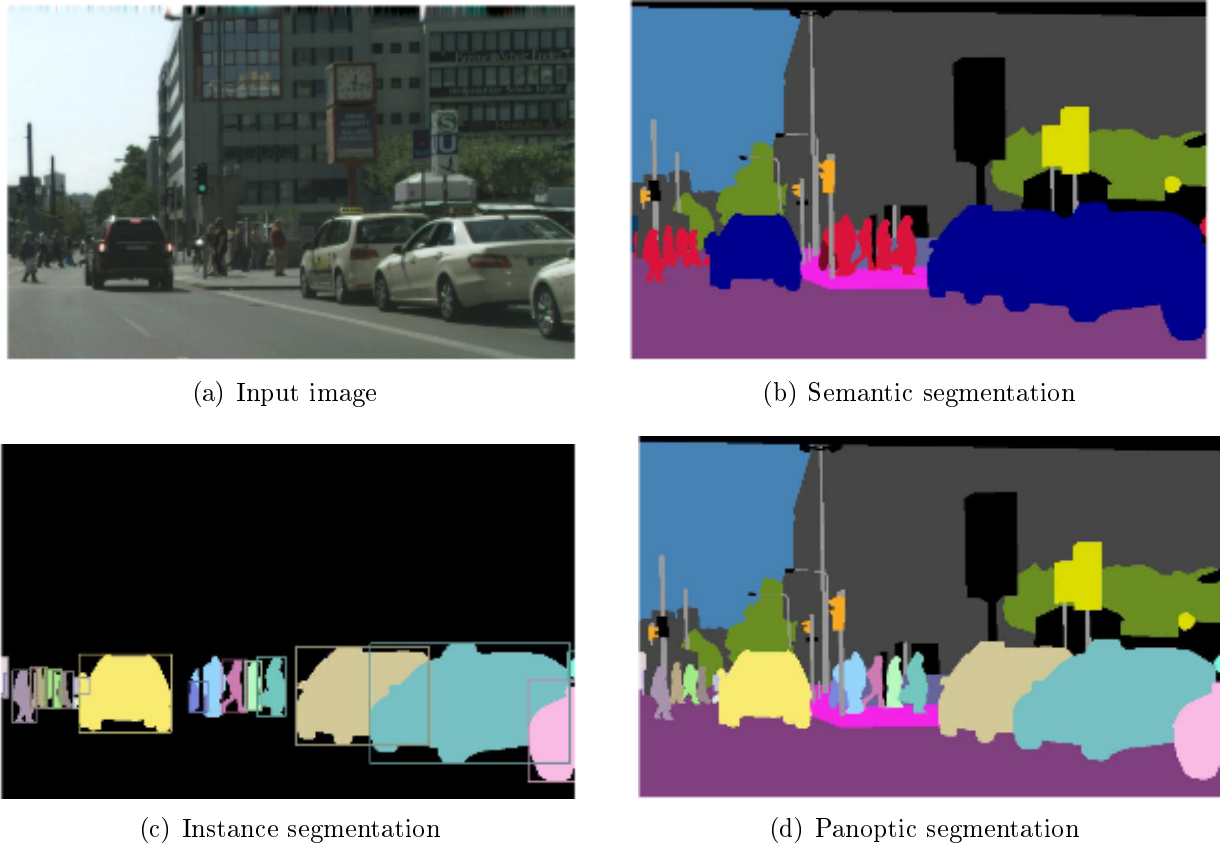 S
U
(a) Input image
(b) Semantic segmentation
(c) Instance segmentation
(d) Panoptic segmentation